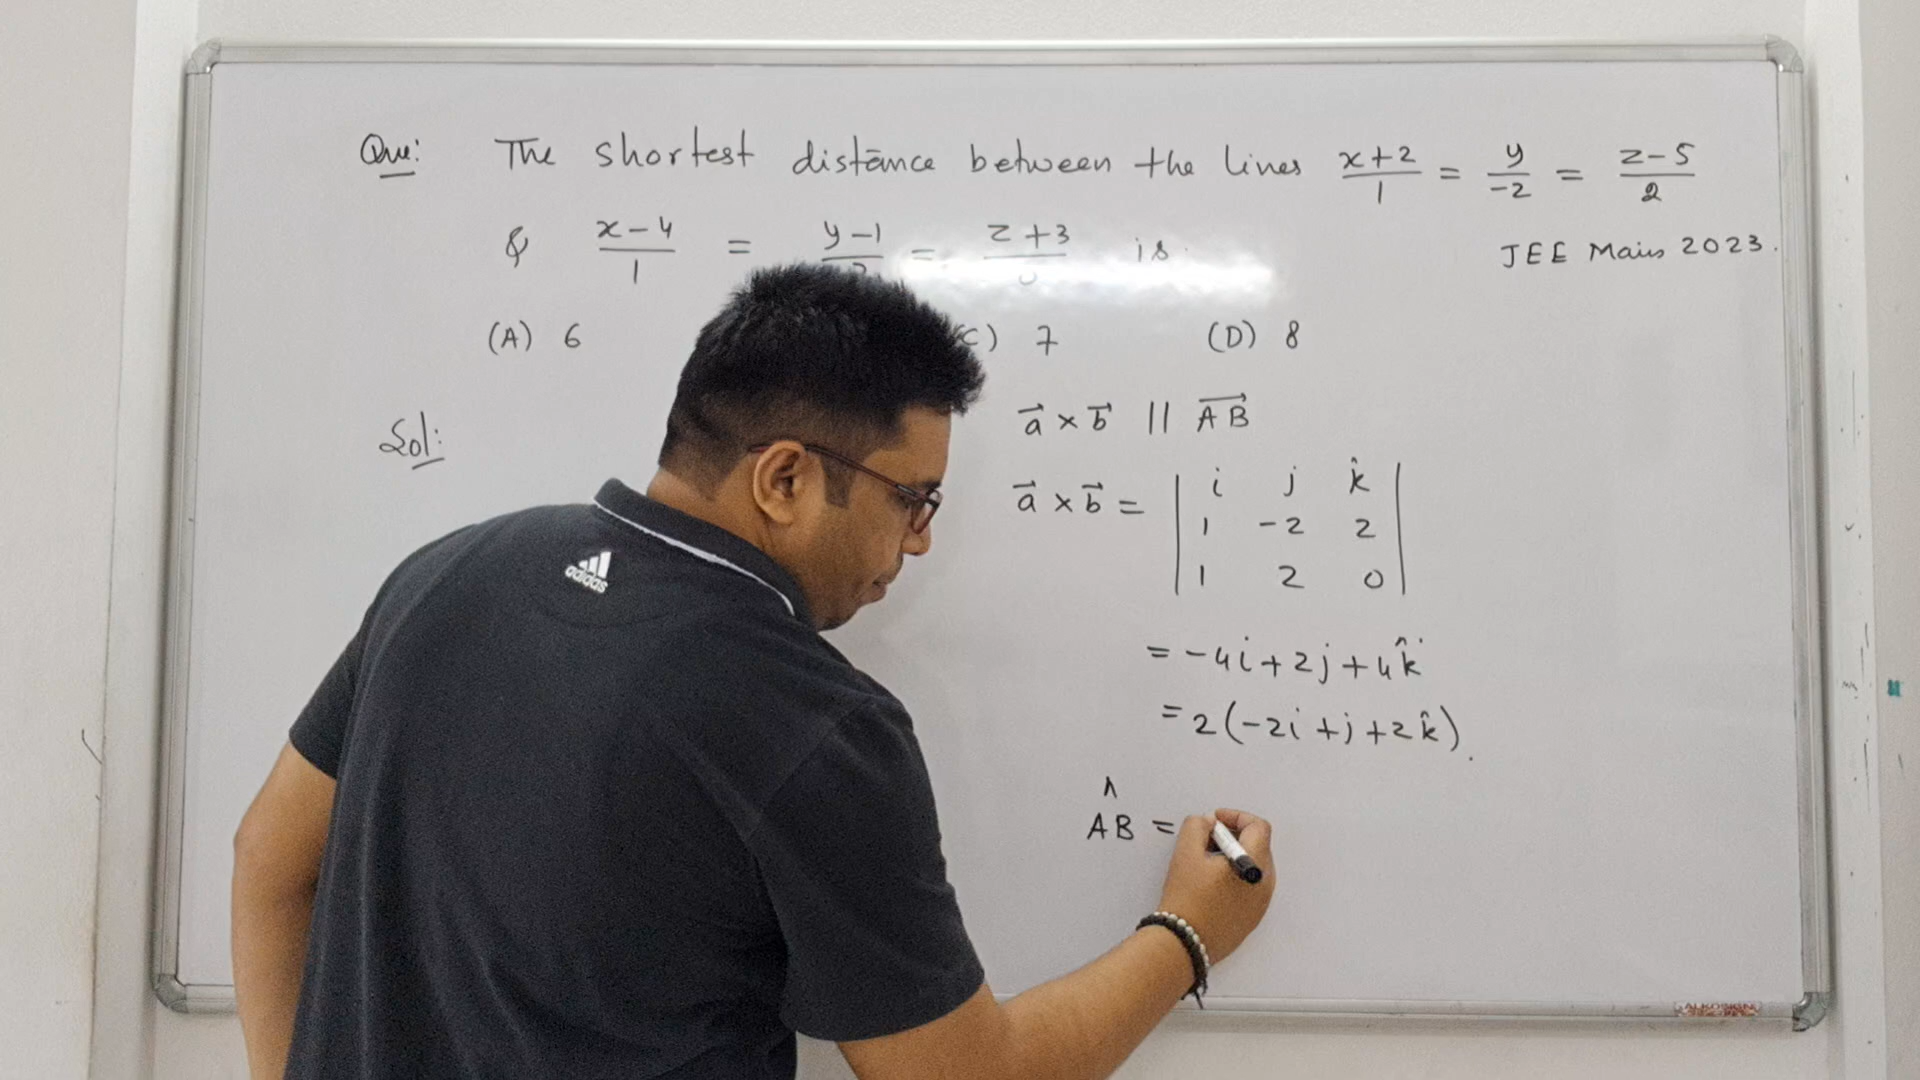 Que: The shortest distance between the lines x+2/1 = y/-2 = z-5/2
& x-4/1 = y-1/2 = z+3/0 is
JEE Mains 2023.
(A) 6 (C) 7 (D) 8
Sol:
a⃗ × b⃗ || AB⃗
a⃗ × b⃗ = | i j k̂ |
| 1 -2 2 |
| 1 2 0 |
= -4i+2j+4k̂
= 2(-2i+j+2k̂).
^
AB =
adidas